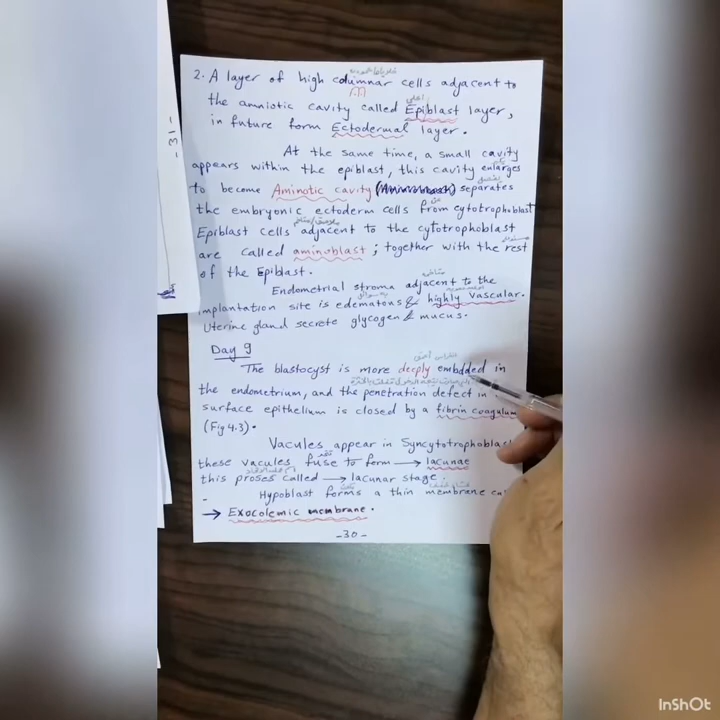 -31-
2. A layer of high columnar cells adjacent to
the amniotic cavity called Epiblast layer,
in future form Ectodermal layer.
At the same time, a small cavity
appears within the epiblast, this cavity enlarges
to become Aminotic cavity separates
the embryonic ectoderm cells from cytotrophoblast
Epiblast cells adjacent to the cytotrophoblast
are called aminoblast; together with the rest
of the Epiblast.
Endometrial stroma adjacent to the
implantation site is edematous & highly vascular.
Uterine gland secrete glycogen & mucus.
Day 9
The blastocyst is more deeply embdded in
the endometrium, and the penetration defect in
surface epithelium is closed by a fibrin coagulum
(Fig 4.3).
Vacules appear in Syncytotrophoblast
these vacules fuse to form → lacunae
this proses called → lacunar stage.
Hypoblast forms a thin membrane
→ Exocolemic membrane.
-30-
InShOt